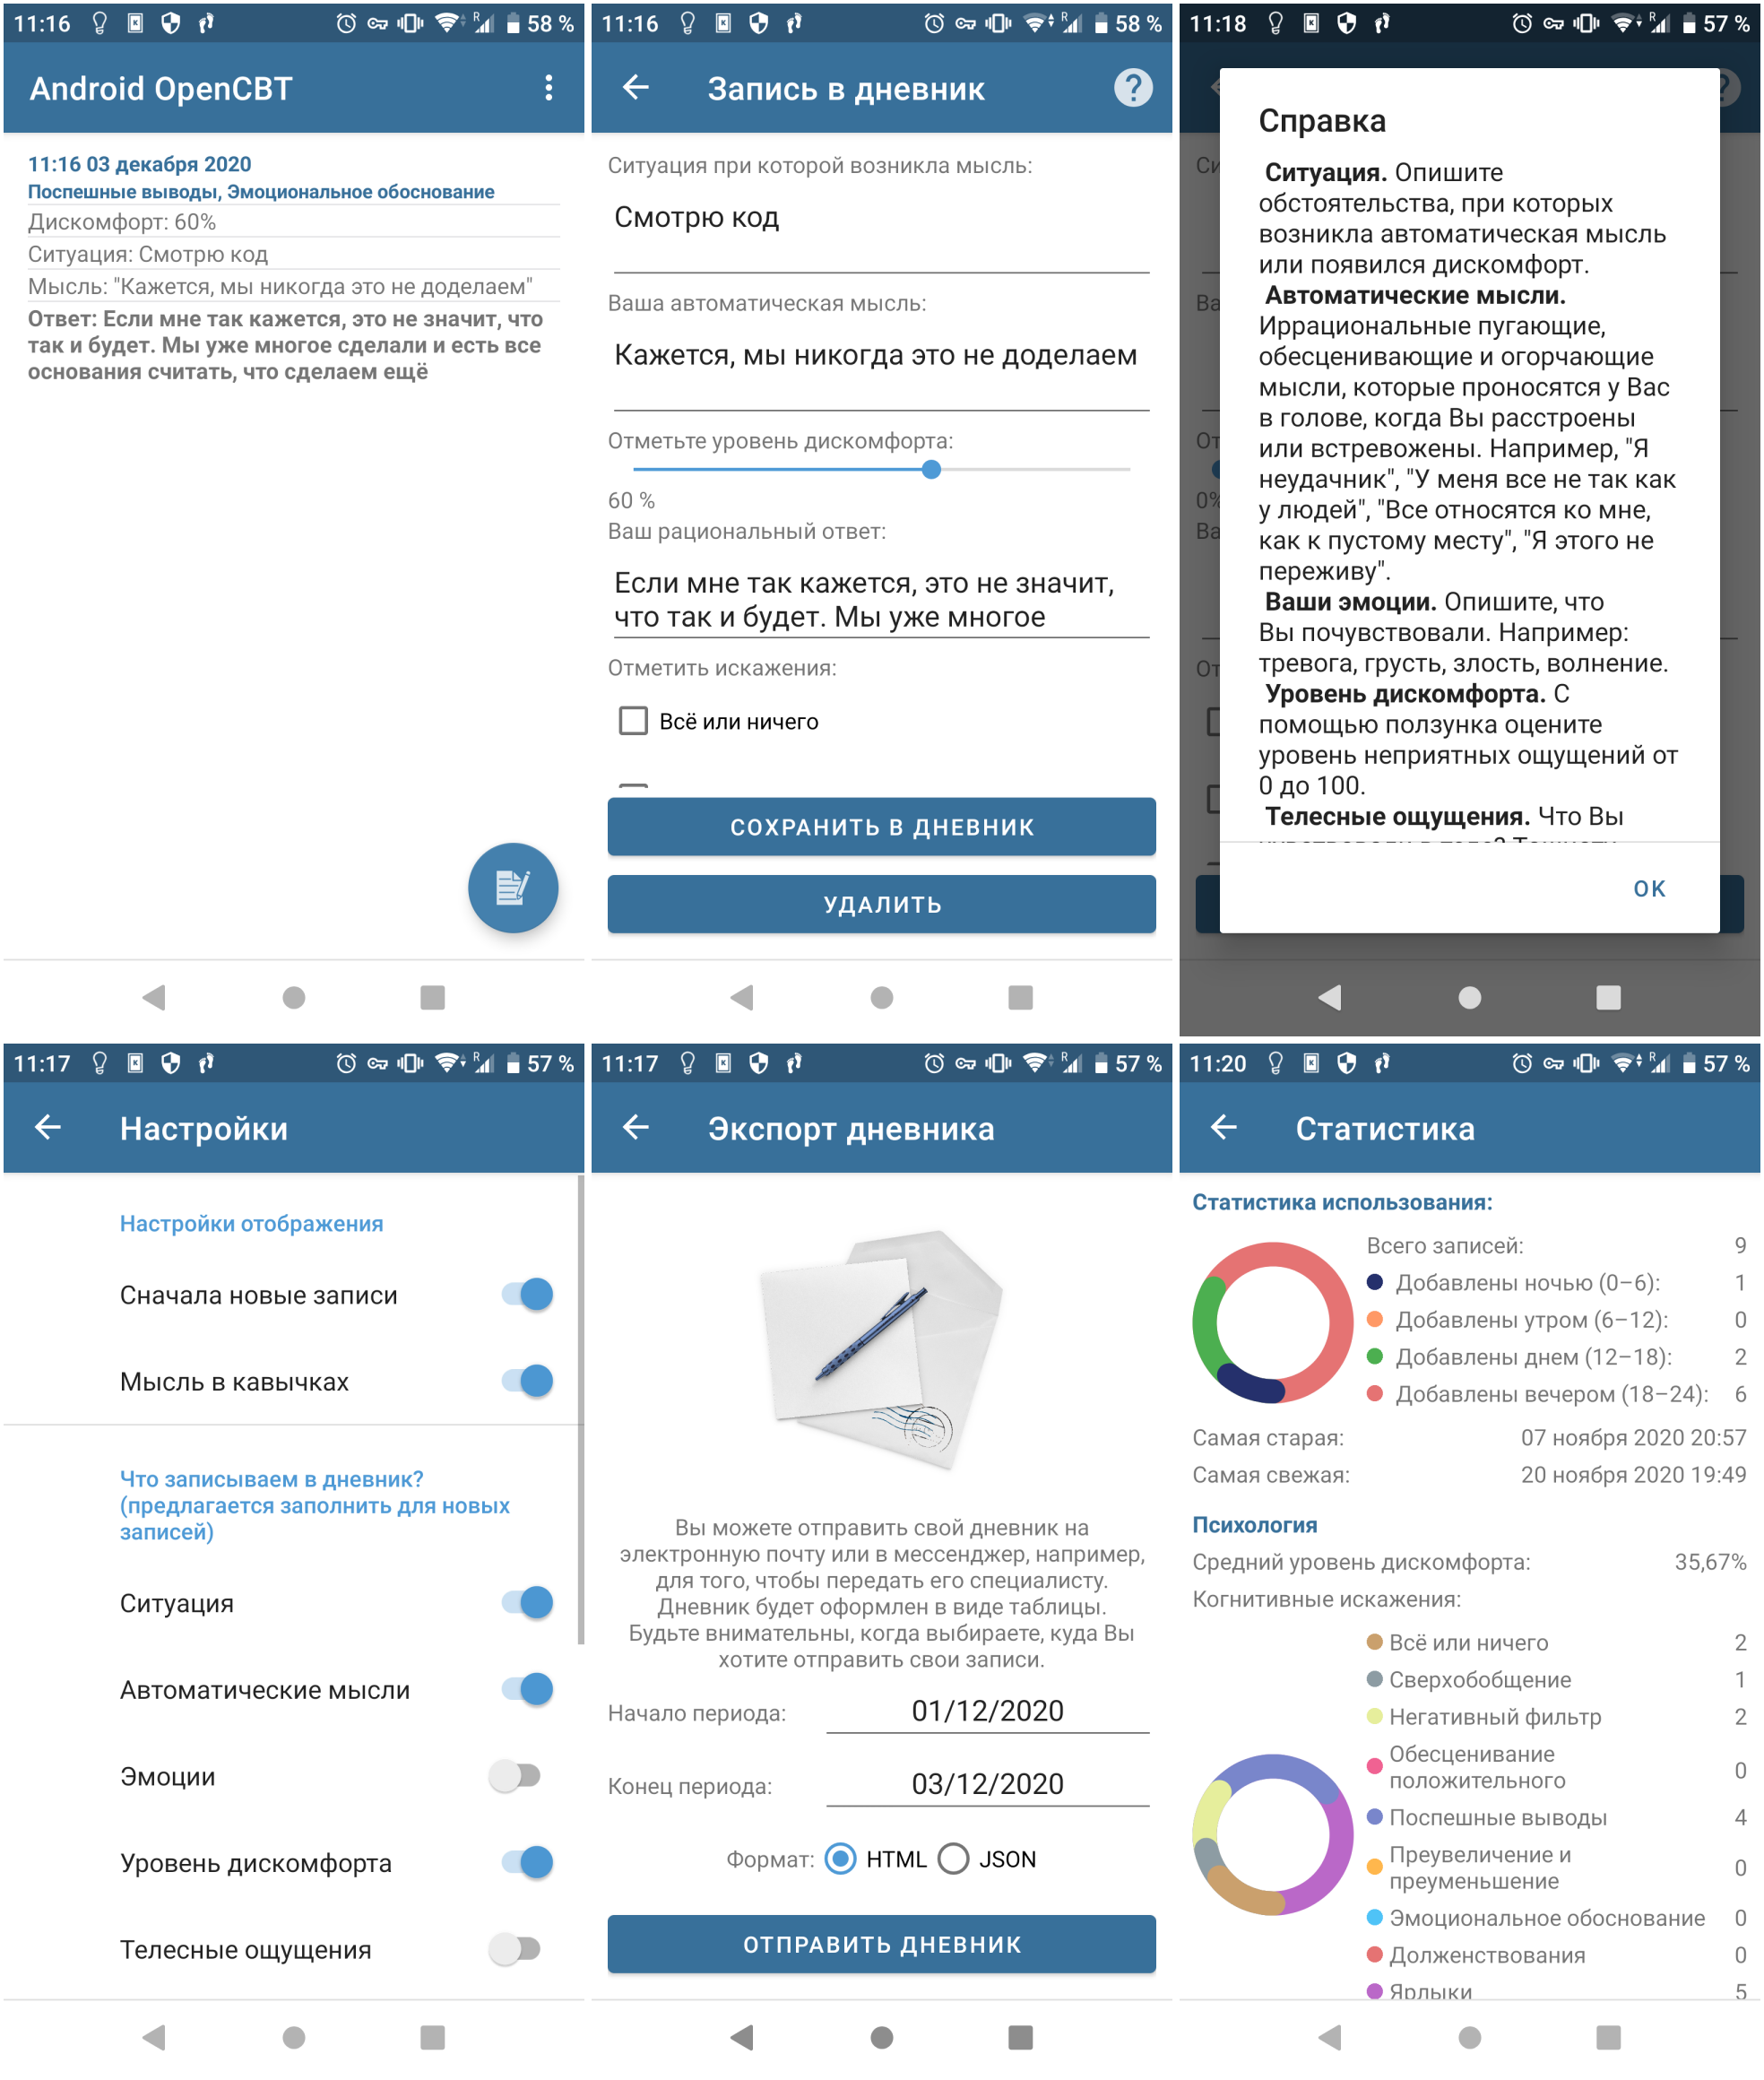 11:16
58 %
Android OpenCBT
11:16 03 декабря 2020
Поспешные выводы, Эмоциональное обоснование
Дискомфорт: 60%
Ситуация: Смотрю код
Мысль: "Кажется, мы никогда это не доделаем"
Ответ: Если мне так кажется, это не значит, что
так и будет. Мы уже многое сделали и есть все
основания считать, что сделаем ещё
11:16
58 %
Запись в дневник
?
Ситуация при которой возникла мысль:
Смотрю код
Ваша автоматическая мысль:
Кажется, мы никогда это не доделаем
Отметьте уровень дискомфорта:
60 %
Ваш рациональный ответ:
Если мне так кажется, это не значит,
что так и будет. Мы уже многое
Отметить искажения:
Всё или ничего
СОХРАНИТЬ В ДНЕВНИК
УДАЛИТЬ
11:18
57 %
Справка
Ситуация. Опишите
обстоятельства, при которых
возникла автоматическая мысль
или появился дискомфорт.
Автоматические мысли.
Иррациональные пугающие,
обесценивающие и огорчающие
мысли, которые проносятся у Вас
в голове, когда Вы расстроены
или встревожены. Например, "Я
неудачник", "У меня все не так как
у людей", "Все относятся ко мне,
как к пустому месту", "Я этого не
переживу".
Ваши эмоции. Опишите, что
Вы почувствовали. Например:
тревога, грусть, злость, волнение.
Уровень дискомфорта. С
помощью ползунка оцените
уровень неприятных ощущений от
0 до 100.
Телесные ощущения. Что Вы
OK
11:17
57 %
Настройки
Настройки отображения
Сначала новые записи
Мысль в кавычках
Что записываем в дневник?
(предлагается заполнить для новых
записей)
Ситуация
Автоматические мысли
Эмоции
Уровень дискомфорта
Телесные ощущения
11:17
57 %
Экспорт дневника
Вы можете отправить свой дневник на
электронную почту или в мессенджер, например,
для того, чтобы передать его специалисту.
Дневник будет оформлен в виде таблицы.
Будьте внимательны, когда выбираете, куда Вы
хотите отправить свои записи.
Начало периода: 01/12/2020
Конец периода: 03/12/2020
Формат: HTML JSON
ОТПРАВИТЬ ДНЕВНИК
11:20
57 %
Статистика
Статистика использования:
Всего записей: 9
Добавлены ночью (0–6): 1
Добавлены утром (6–12): 0
Добавлены днем (12–18): 2
Добавлены вечером (18–24): 6
Самая старая: 07 ноября 2020 20:57
Самая свежая: 20 ноября 2020 19:49
Психология
Средний уровень дискомфорта: 35,67%
Когнитивные искажения:
Всё или ничего 2
Сверхобобщение 1
Негативный фильтр 2
Обесценивание
положительного 0
Поспешные выводы 4
Преувеличение и
преуменьшение 0
Эмоциональное обоснование 0
Долженствования 0
Ярлыки 5